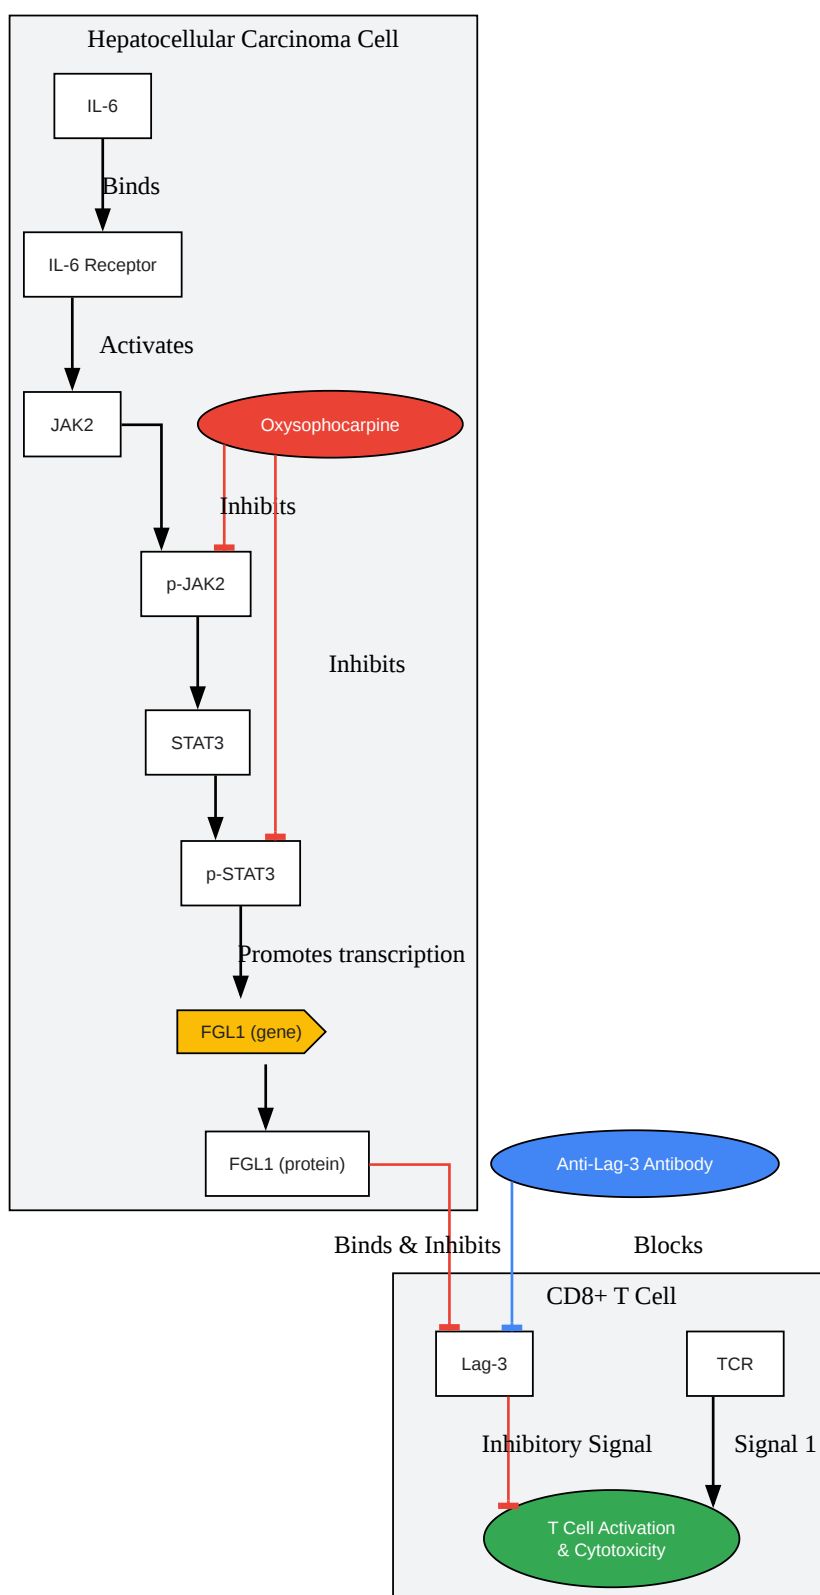 Hepatocellular Carcinoma Cell
IL-6
Binds
IL-6 Receptor
Activates
JAK2
Oxysophocarpine
Inhibits
p-JAK2
Inhibits
STAT3
p-STAT3
Promotes transcription
FGL1 (gene)
FGL1 (protein)
Anti-Lag-3 Antibody
Binds & Inhibits
Blocks
CD8+ T Cell
Lag-3
TCR
Inhibitory Signal
Signal 1
T Cell Activation
& Cytotoxicity